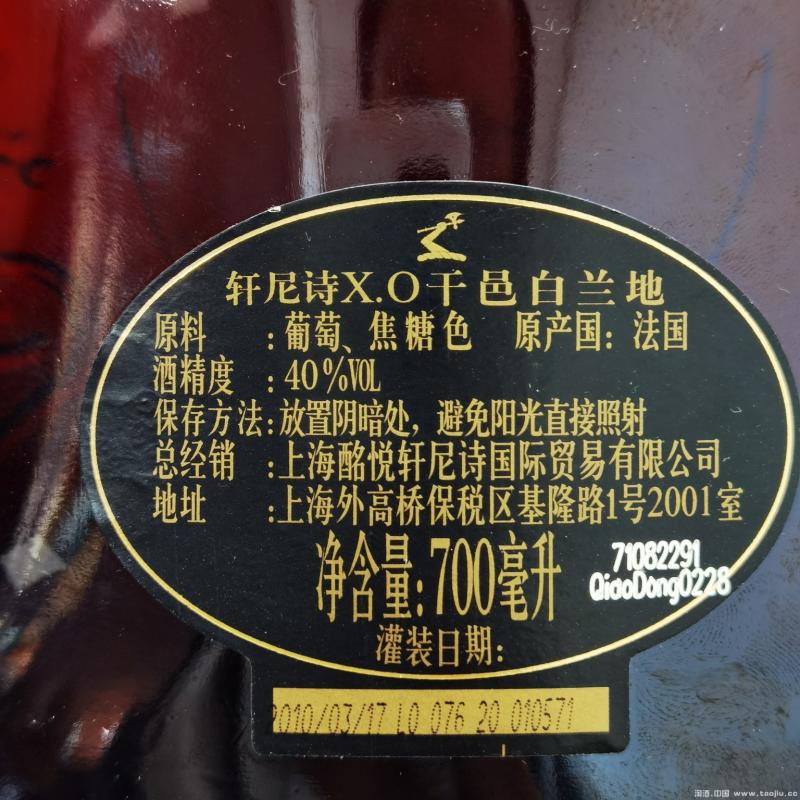 轩尼诗X.O干邑白兰地
原料 :葡萄、焦糖色 原产国:法国
酒精度 :40%VOL
保存方法:放置阴暗处,避免阳光直接照射
总经销 :上海酩悦轩尼诗国际贸易有限公司
地址 :上海外高桥保税区基隆路1号2001室
净含量:700毫升
71082291
QiaoDong0228
灌装日期:
2010/03/17 L0 076 20 010571
淘酒.中国 www.taojiu.cc